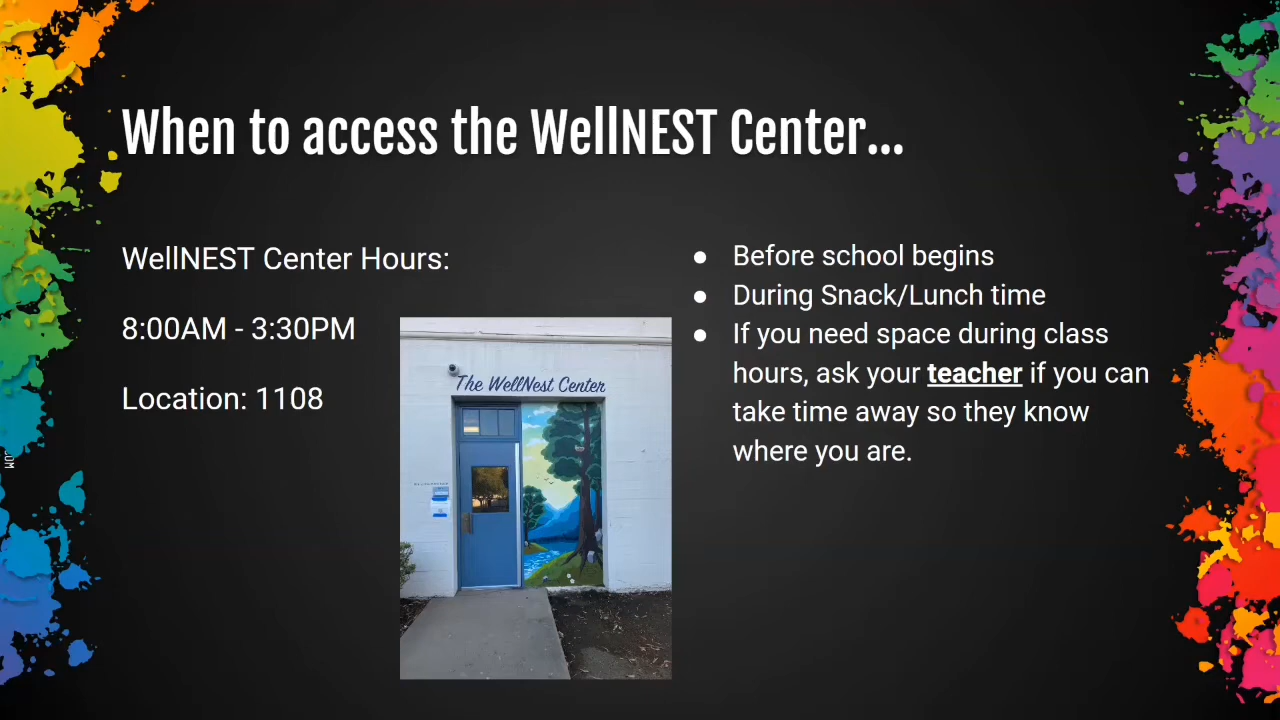 When to access the WellNEST Center...
WellNEST Center Hours:
8:00AM - 3:30PM
Location: 1108
The WellNest Center
● Before school begins
● During Snack/Lunch time
● If you need space during class
hours, ask your teacher if you can
take time away so they know
where you are.